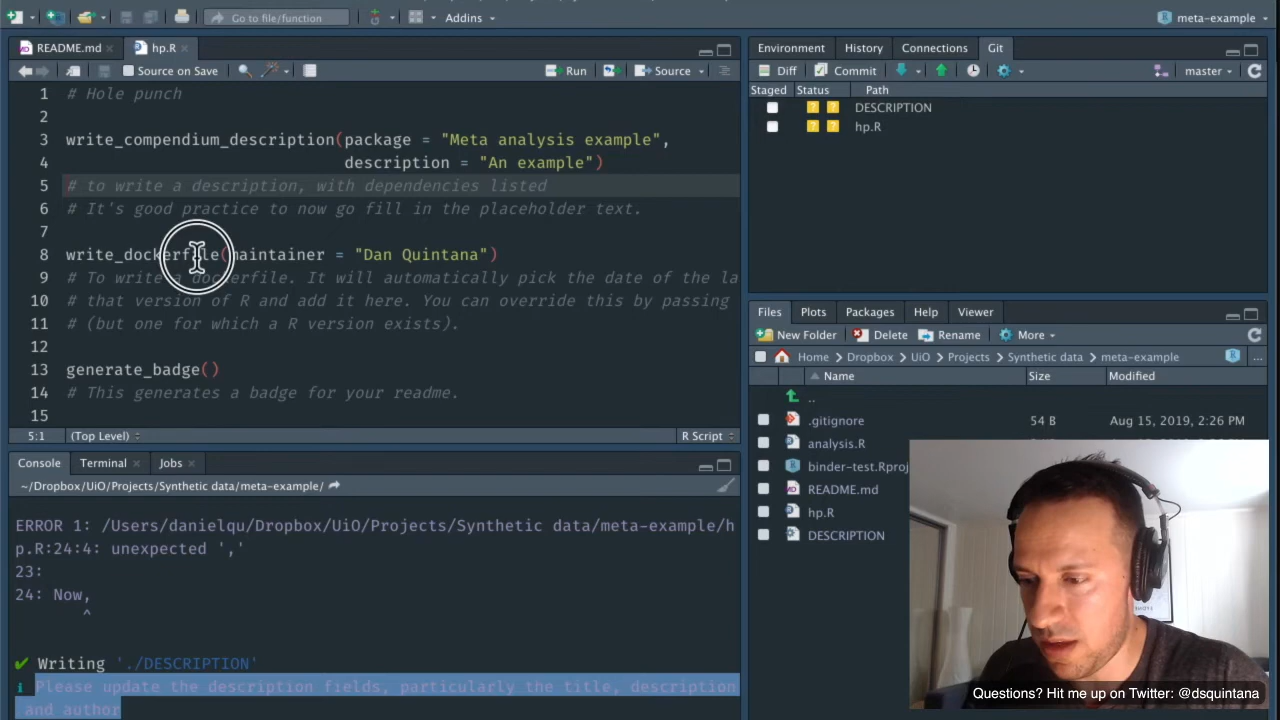 Go to file/function
Addins
meta-example
README.md
hp.R
Source on Save
Run
Source
1 # Hole punch
2
3 write_compendium_description(package = "Meta analysis example",
4 description = "An example")
5 # to write a description, with dependencies listed
6 # It's good practice to now go fill in the placeholder text.
7
8 write_dockerfile(maintainer = "Dan Quintana")
9 # To write a dockerfile. It will automatically pick the date of the la
10 # that version of R and add it here. You can override this by passing
11 # (but one for which a R version exists).
12
13 generate_badge()
14 # This generates a badge for your readme.
15
5:1 (Top Level) R Script
Console Terminal Jobs
~/Dropbox/UiO/Projects/Synthetic data/meta-example/
ERROR 1: /Users/danielqu/Dropbox/UiO/Projects/Synthetic data/meta-example/h
p.R:24:4: unexpected ','
23:
24: Now,
^
✔ Writing './DESCRIPTION'
i Please update the description fields, particularly the title, description
and author
Environment History Connections Git
Diff Commit master
Staged Status Path
? ? DESCRIPTION
? ? hp.R
Files Plots Packages Help Viewer
New Folder Delete Rename More
Home Dropbox UiO Projects Synthetic data meta-example ...
Name Size Modified
..
.gitignore 54 B Aug 15, 2019, 2:26 PM
analysis.R
binder-test.Rproj
README.md
hp.R
DESCRIPTION
Questions? Hit me up on Twitter: @dsquintana